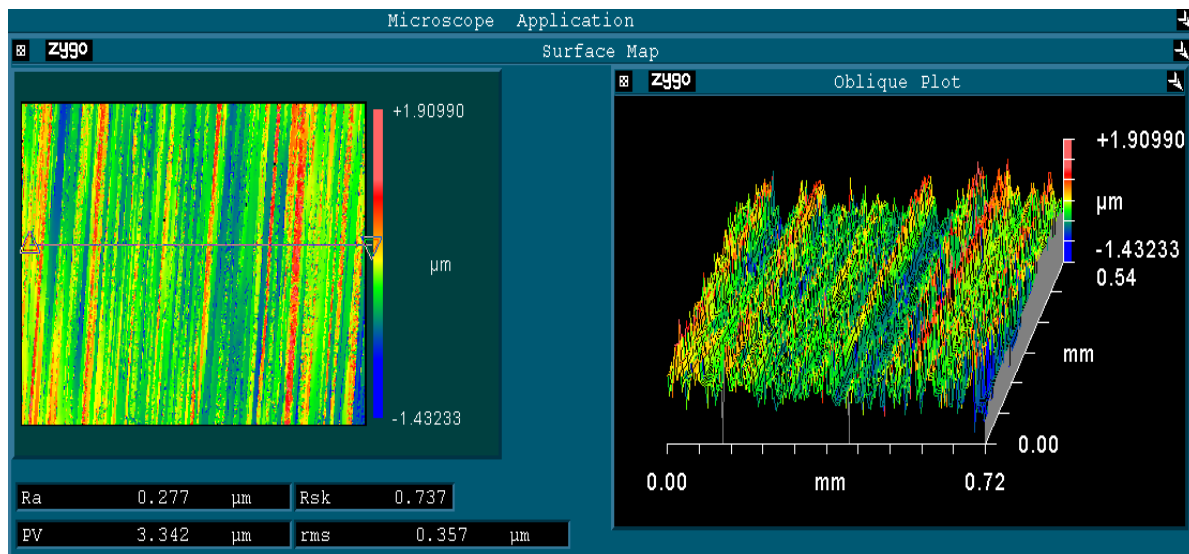 Microscope Application
zygo Surface Map
+1.90990
µm
-1.43233
zygo Oblique Plot
+1.90990
µm
-1.43233
0.54
mm
0.00
0.00 mm 0.72
Ra 0.277 µm Rsk 0.737
PV 3.342 µm rms 0.357 µm